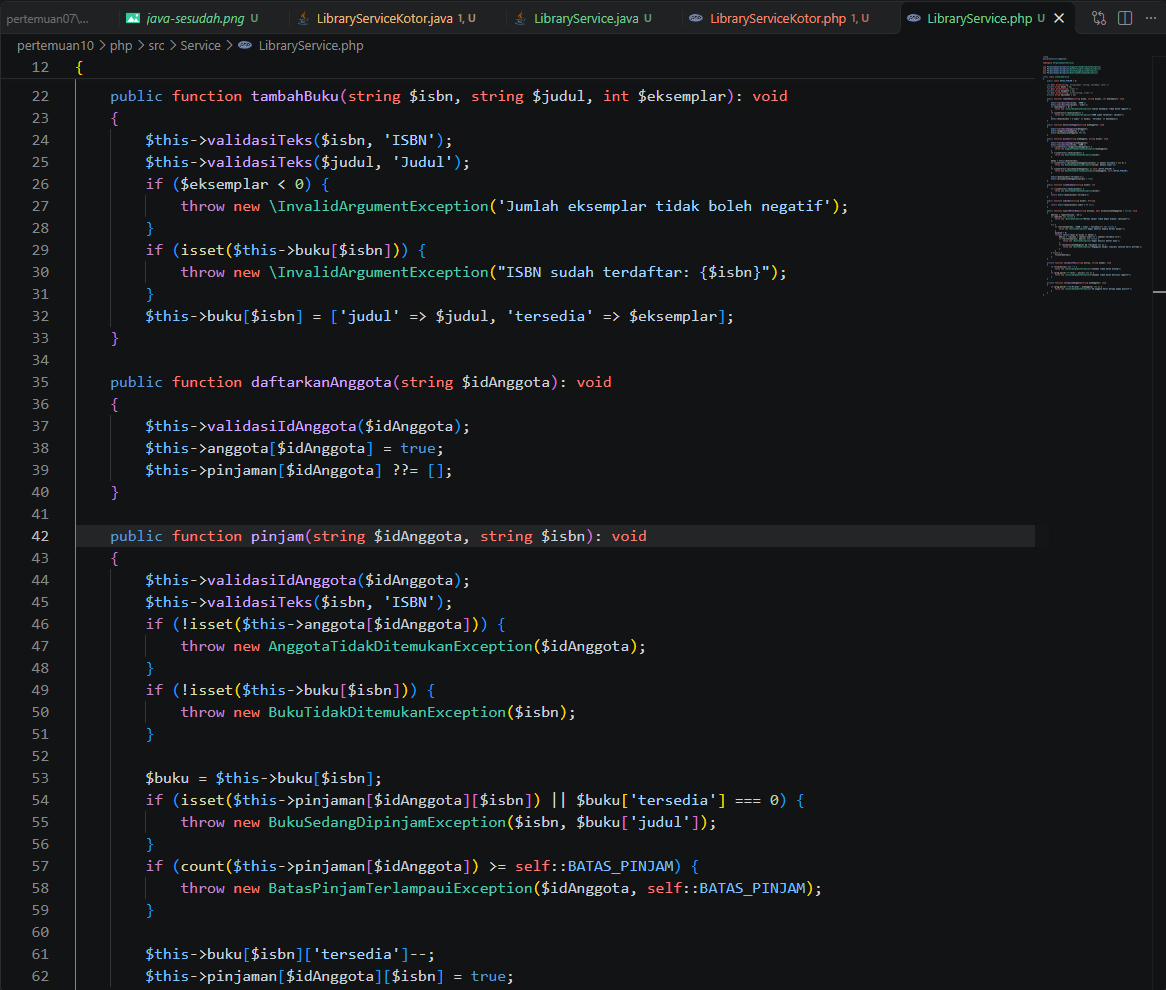 pertemuan07\...
java-sesudah.png U
LibraryServiceKotor.java 1, U
LibraryService.java U
LibraryServiceKotor.php 1, U
LibraryService.php U
pertemuan10 > php > src > Service > LibraryService.php
12 {
22 public function tambahBuku(string $isbn, string $judul, int $eksemplar): void
23 {
24 $this->validasiTeks($isbn, 'ISBN');
25 $this->validasiTeks($judul, 'Judul');
26 if ($eksemplar < 0) {
27 throw new \InvalidArgumentException('Jumlah eksemplar tidak boleh negatif');
28 }
29 if (isset($this->buku[$isbn])) {
30 throw new \InvalidArgumentException("ISBN sudah terdaftar: {$isbn}");
31 }
32 $this->buku[$isbn] = ['judul' => $judul, 'tersedia' => $eksemplar];
33 }
34
35 public function daftarkanAnggota(string $idAnggota): void
36 {
37 $this->validasiIdAnggota($idAnggota);
38 $this->anggota[$idAnggota] = true;
39 $this->pinjaman[$idAnggota] ??= [];
40 }
41
42 public function pinjam(string $idAnggota, string $isbn): void
43 {
44 $this->validasiIdAnggota($idAnggota);
45 $this->validasiTeks($isbn, 'ISBN');
46 if (!isset($this->anggota[$idAnggota])) {
47 throw new AnggotaTidakDitemukanException($idAnggota);
48 }
49 if (!isset($this->buku[$isbn])) {
50 throw new BukuTidakDitemukanException($isbn);
51 }
52
53 $buku = $this->buku[$isbn];
54 if (isset($this->pinjaman[$idAnggota][$isbn]) || $buku['tersedia'] === 0) {
55 throw new BukuSedangDipinjamException($isbn, $buku['judul']);
56 }
57 if (count($this->pinjaman[$idAnggota]) >= self::BATAS_PINJAM) {
58 throw new BatasPinjamTerlampauiException($idAnggota, self::BATAS_PINJAM);
59 }
60
61 $this->buku[$isbn]['tersedia']--;
62 $this->pinjaman[$idAnggota][$isbn] = true;